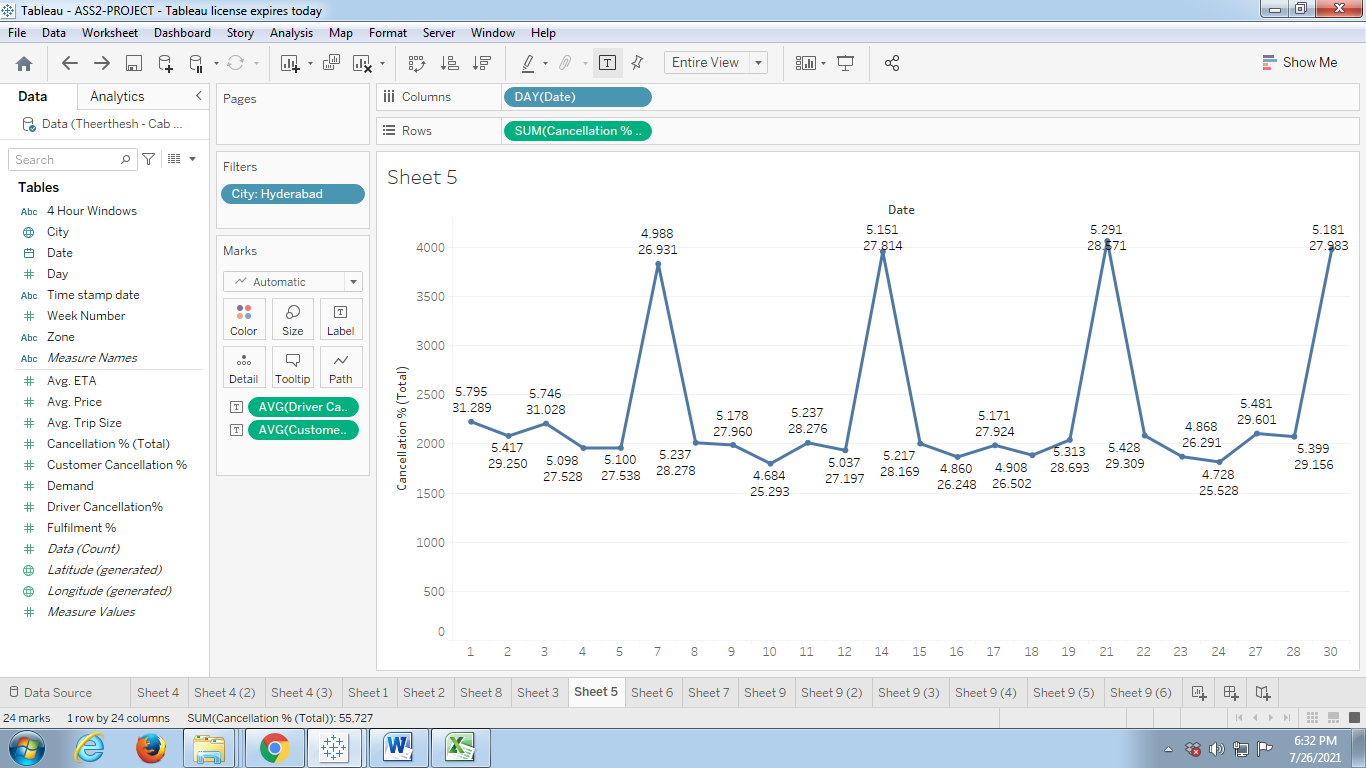 Tableau - ASS2-PROJECT - Tableau license expires today
File Data Worksheet Dashboard Story Analysis Map Format Server Window Help
Entire View
Show Me
Data Analytics
Data (Theerthesh - Cab ...
Search
Tables
Abc 4 Hour Windows
City
Date
# Day
Abc Time stamp date
# Week Number
Abc Zone
Abc Measure Names
# Avg. ETA
# Avg. Price
# Avg. Trip Size
# Cancellation % (Total)
# Customer Cancellation %
# Demand
# Driver Cancellation%
# Fulfilment %
# Data (Count)
Latitude (generated)
Longitude (generated)
# Measure Values
Pages
Filters
City: Hyderabad
Marks
Automatic
Color Size Label
Detail Tooltip Path
AVG(Driver Ca..
AVG(Custome..
Columns DAY(Date)
Rows SUM(Cancellation % ..
Sheet 5
Date
Cancellation % (Total)
4000
3500
3000
2500
2000
1500
1000
500
0
5.795
31.289
5.417
29.250
5.746
31.028
5.098
27.528
5.100
27.538
4.988
26.931
5.237
28.278
5.178
27.960
4.684
25.293
5.237
28.276
5.037
27.197
5.151
27.814
5.217
28.169
4.860
26.248
5.171
27.924
4.908
26.502
5.313
28.693
5.291
28.571
5.428
29.309
4.868
26.291
4.728
25.528
5.481
29.601
5.399
29.156
5.181
27.983
1 2 3 4 5 7 8 9 10 11 12 14 15 16 17 18 19 21 22 23 24 27 28 30
Data Source Sheet 4 Sheet 4 (2) Sheet 4 (3) Sheet 1 Sheet 2 Sheet 8 Sheet 3 Sheet 5 Sheet 6 Sheet 7 Sheet 9 Sheet 9 (2) Sheet 9 (3) Sheet 9 (4) Sheet 9 (5) Sheet 9 (6)
24 marks 1 row by 24 columns SUM(Cancellation % (Total)): 55,727
6:32 PM
7/26/2021